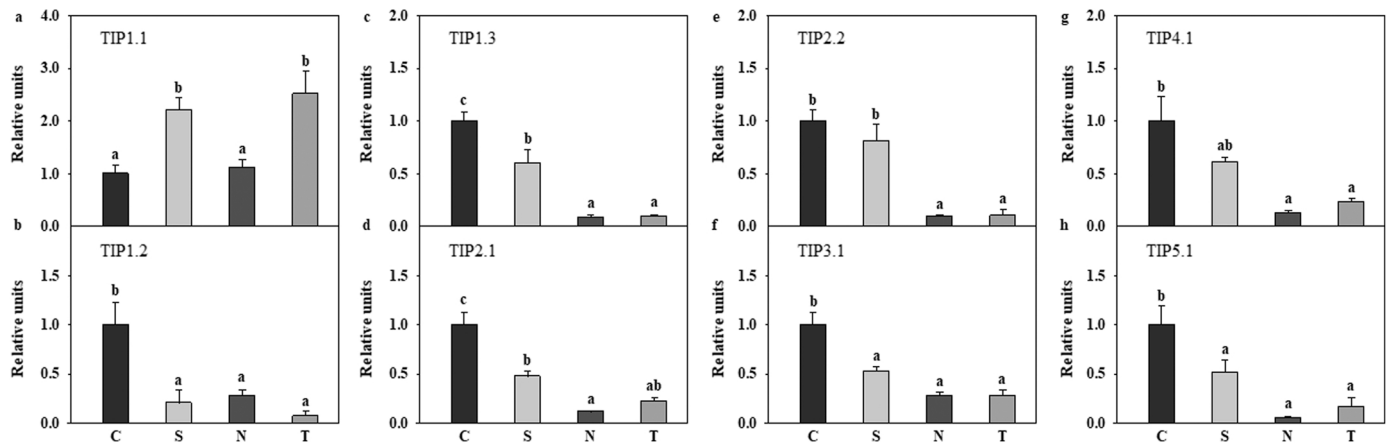 a
4.0
TIP1.1
3.0
2.0
1.0
0.0
Relative units
a
b
a
b
b
TIP1.2
1.5
1.0
0.5
0.0
Relative units
b
a
a
a
C S N T
c
2.0
TIP1.3
1.5
1.0
0.5
0.0
Relative units
c
b
a
a
d
TIP2.1
1.5
1.0
0.5
0.0
Relative units
c
b
a
ab
C S N T
e
2.0
TIP2.2
1.5
1.0
0.5
0.0
Relative units
b
b
a
a
f
TIP3.1
1.5
1.0
0.5
0.0
Relative units
b
a
a
a
C S N T
g
2.0
TIP4.1
1.5
1.0
0.5
0.0
Relative units
b
ab
a
a
h
TIP5.1
1.5
1.0
0.5
0.0
Relative units
b
a
a
a
C S N T